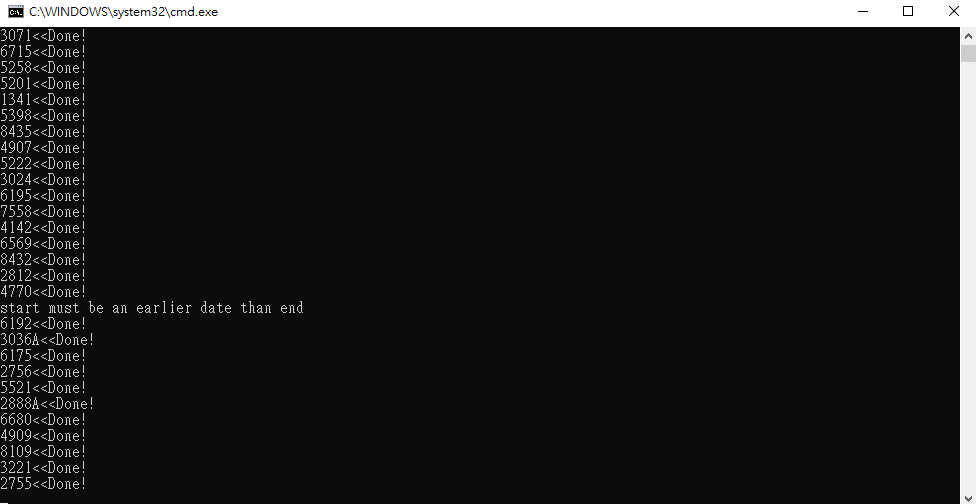 C:\WINDOWS\system32\cmd.exe
3071<<Done!
6715<<Done!
5258<<Done!
5201<<Done!
1341<<Done!
5398<<Done!
8435<<Done!
4907<<Done!
5222<<Done!
3024<<Done!
6195<<Done!
7558<<Done!
4142<<Done!
6569<<Done!
8432<<Done!
2812<<Done!
4770<<Done!
start must be an earlier date than end
6192<<Done!
3036A<<Done!
6175<<Done!
2756<<Done!
5521<<Done!
2888A<<Done!
6680<<Done!
4909<<Done!
8109<<Done!
3221<<Done!
2755<<Done!